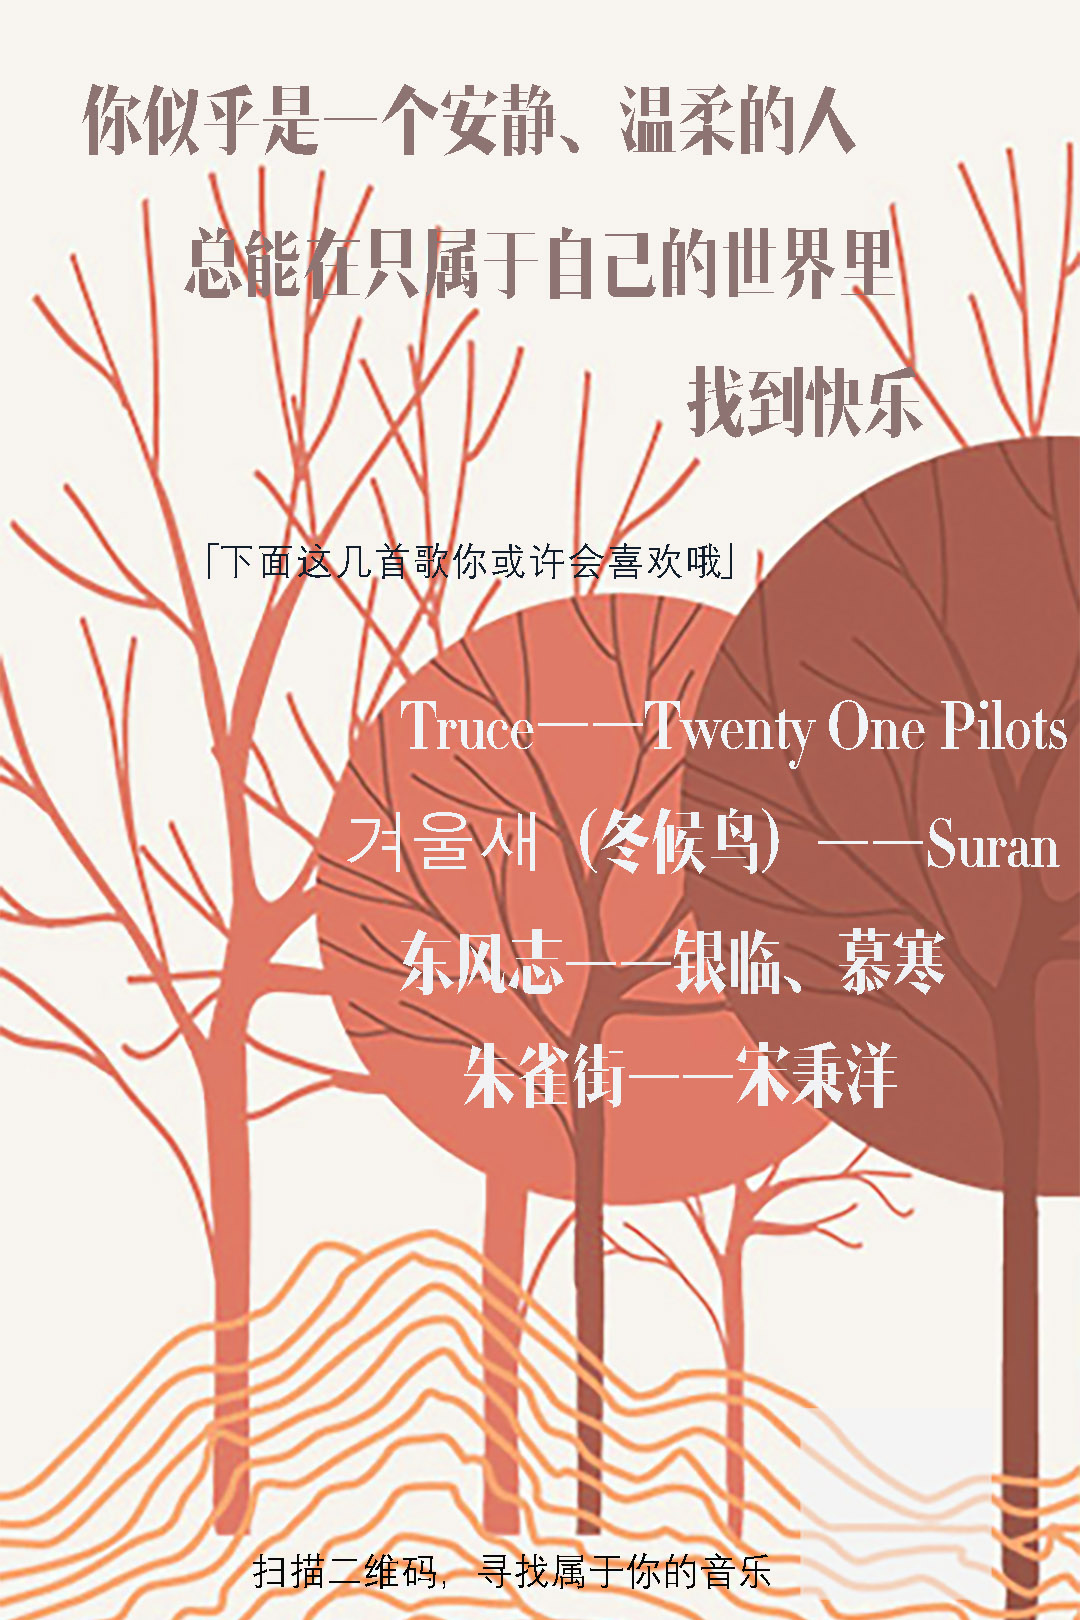 你似乎是一个安静、温柔的人
总能在只属于自己的世界里
找到快乐
「下面这几首歌你或许会喜欢哦」
Truce——Twenty One Pilots
겨울새（冬候鸟）——Suran
东风志——银临、慕寒
朱雀街——宋秉洋
扫描二维码，寻找属于你的音乐